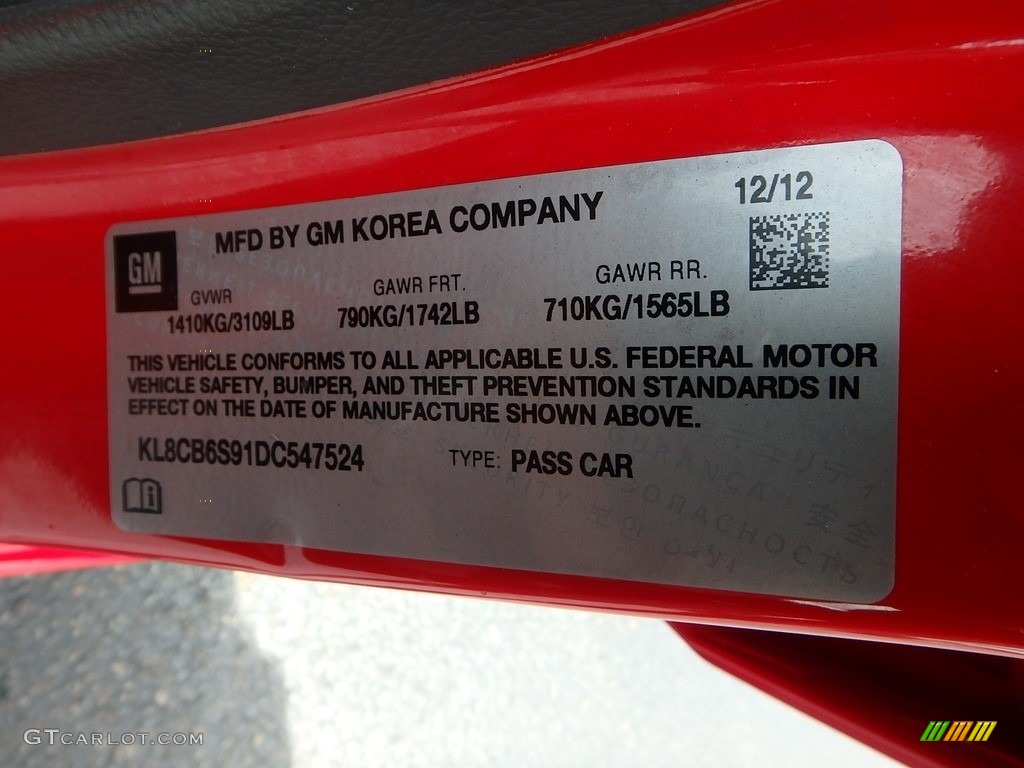 12/12
MFD BY GM KOREA COMPANY
GM
GVWR
GAWR FRT.
GAWR RR.
1410KG/3109LB
790KG/1742LB
710KG/1565LB
THIS VEHICLE CONFORMS TO ALL APPLICABLE U.S. FEDERAL MOTOR
VEHICLE SAFETY, BUMPER, AND THEFT PREVENTION STANDARDS IN
EFFECT ON THE DATE OF MANUFACTURE SHOWN ABOVE.
KL8CB6S91DC547524
TYPE: PASS CAR
安全
GTCARLOT.COM